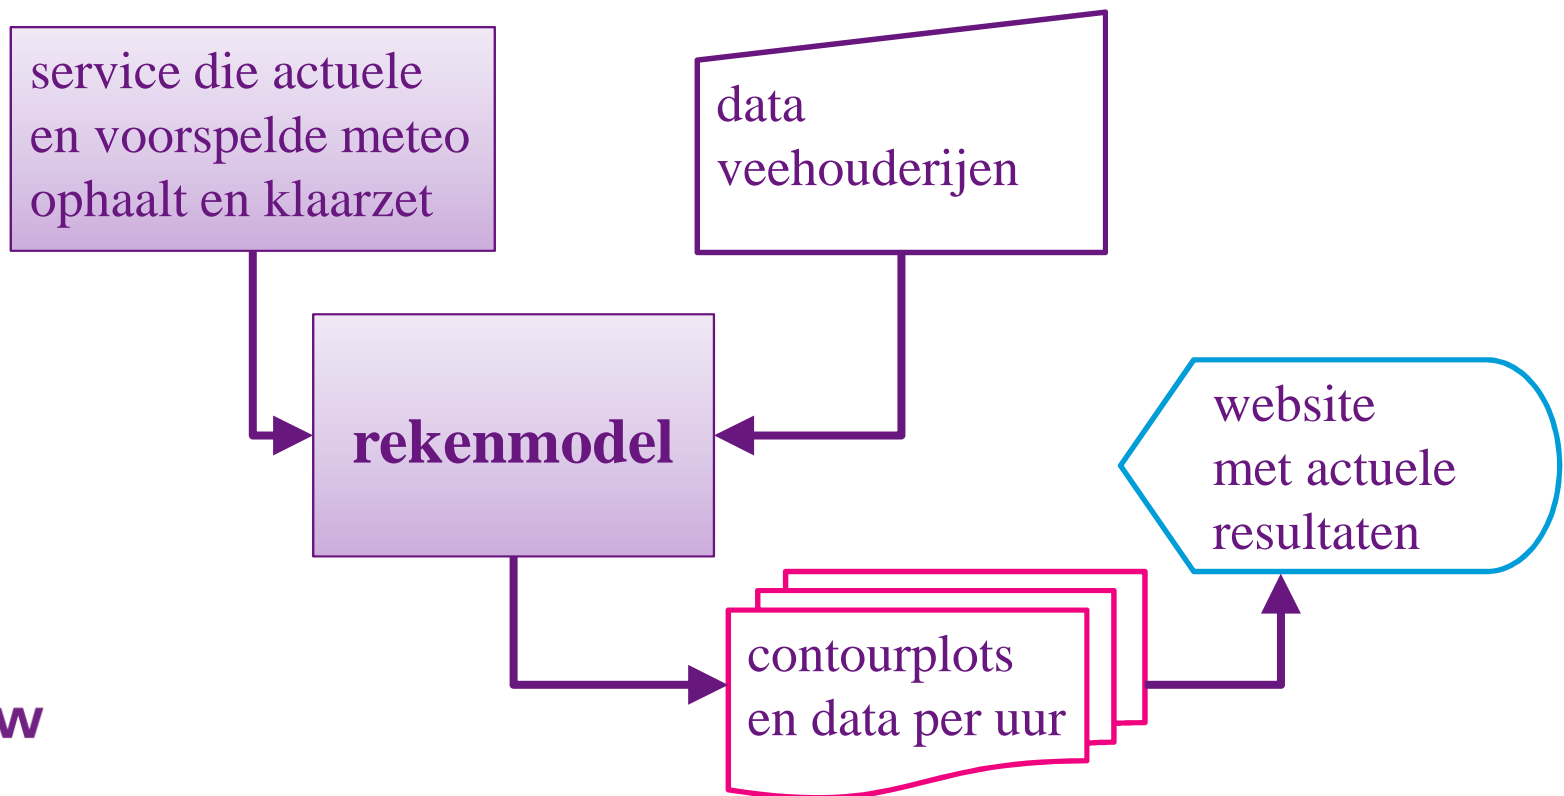 service die actuele
en voorspelde meteo
ophaalt en klaarzet
data
veehouderijen
rekenmodel
website
met actuele
resultaten
contourplots
en data per uur
w